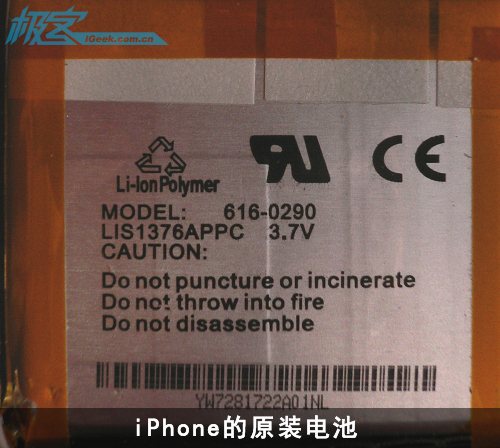 极客
iGeek.com.cn
Li-Ion Polymer
MODEL: 616-0290
LIS1376APPC 3.7V
CAUTION:
Do not puncture or incinerate
Do not throw into fire
Do not disassemble
YW7281722A01NL
iPhone的原装电池